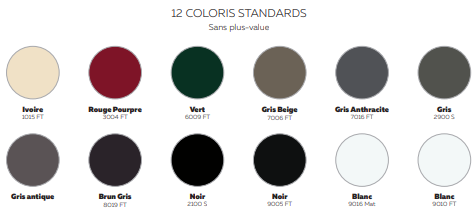 12 COLORIS STANDARDS
Sans plus-value
Ivoire
1015 FT
Rouge Pourpre
3004 FT
Vert
6009 FT
Gris Beige
7006 FT
Gris Anthracite
7016 FT
Gris
2900 S
Gris antique
Brun Gris
8019 FT
Noir
2100 S
Noir
9005 FT
Blanc
9016 Mat
Blanc
9010 FT